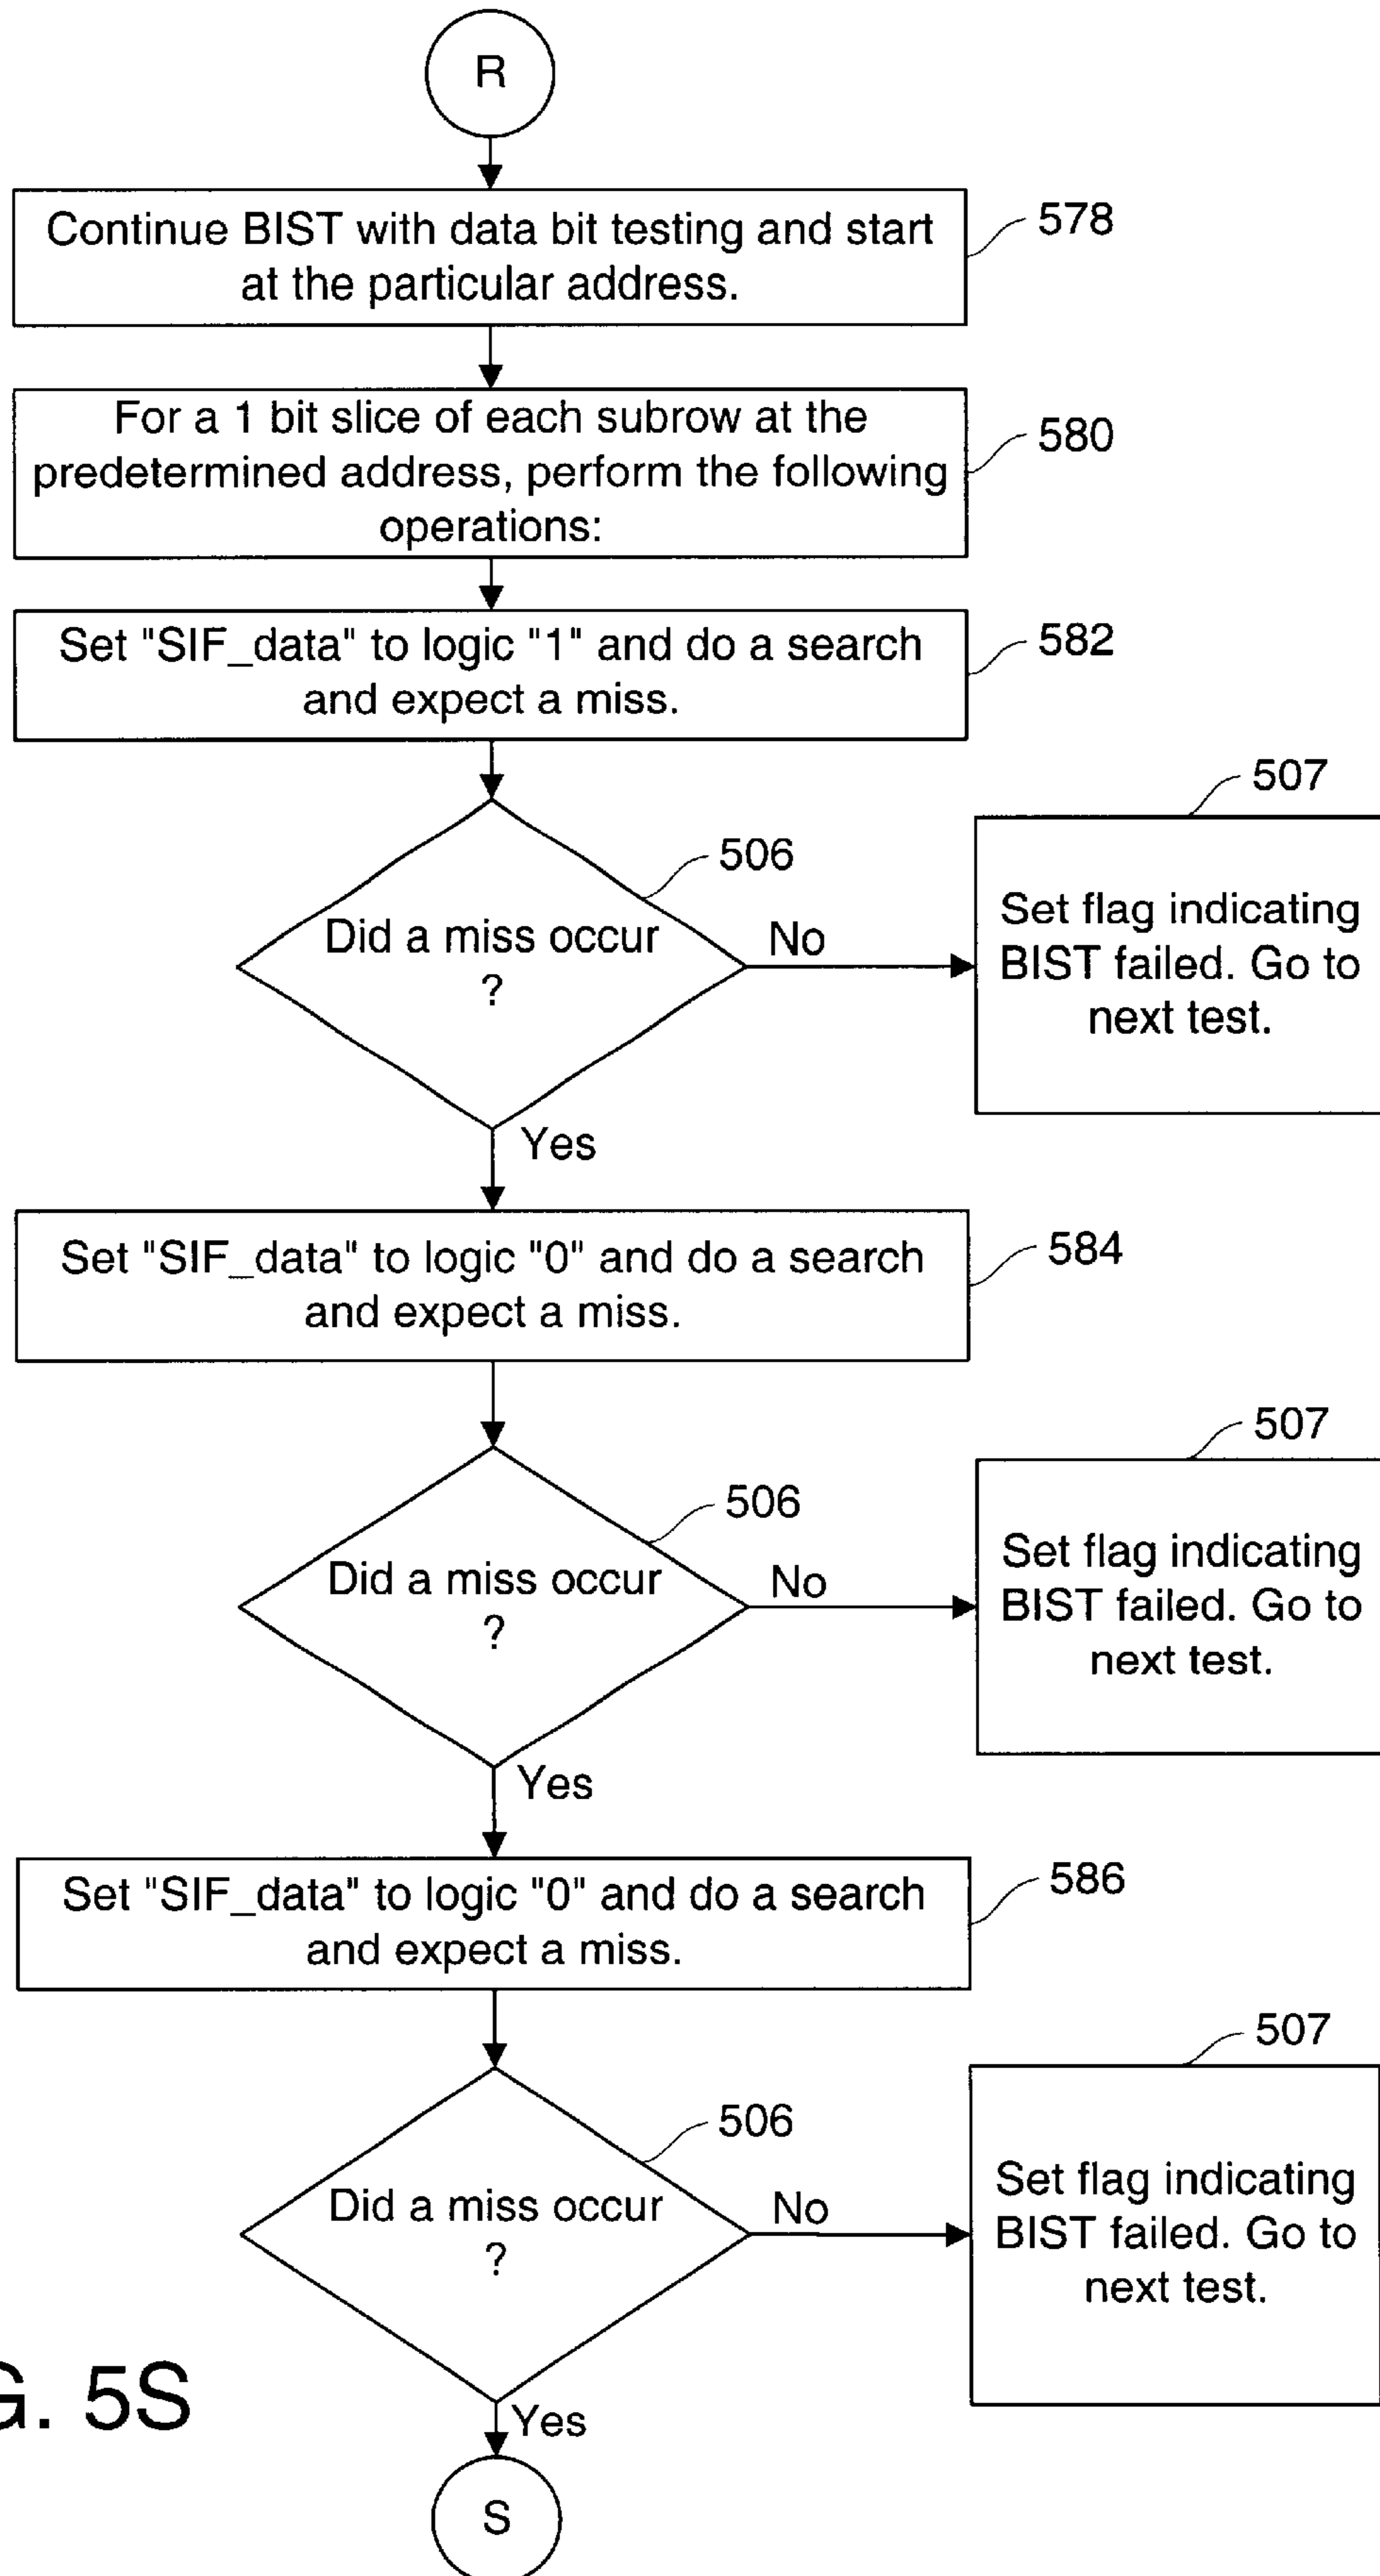 R
Continue BIST with data bit testing and start
at the particular address.
578
For a 1 bit slice of each subrow at the
predetermined address, perform the following
operations:
580
Set "SIF_data" to logic "1" and do a search
and expect a miss.
582
507
506
Did a miss occur
?
No
Set flag indicating
BIST failed. Go to
next test.
Yes
Set "SIF_data" to logic "0" and do a search
and expect a miss.
584
507
506
Did a miss occur
?
No
Set flag indicating
BIST failed. Go to
next test.
Yes
Set "SIF_data" to logic "0" and do a search
and expect a miss.
586
507
506
Did a miss occur
?
No
Set flag indicating
BIST failed. Go to
next test.
G. 5S
Yes
S